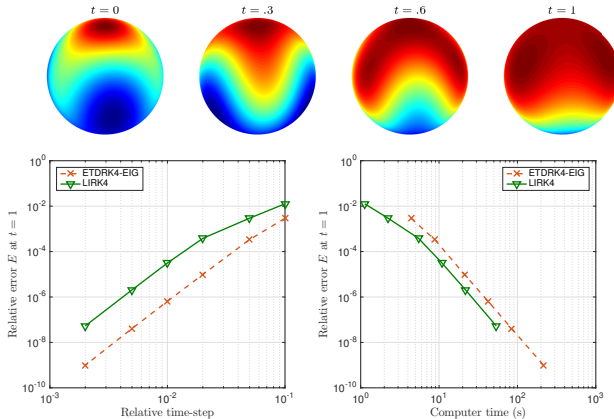 t = 0
t = .3
t = .6
t = 1
10^0
10^-2
10^-4
10^-6
10^-8
10^-10
Relative error E at t = 1
ETDRK4-EIG
LIRK4
10^-3
10^-2
10^-1
Relative time-step
10^0
10^-2
10^-4
10^-6
10^-8
10^-10
Relative error E at t = 1
ETDRK4-EIG
LIRK4
10^0
10^1
10^2
10^3
Computer time (s)